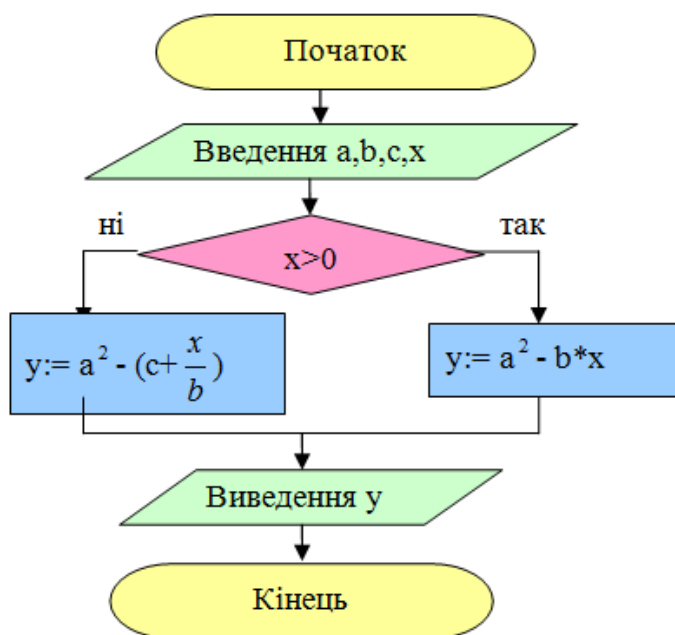 Початок
Введення a,b,c,x
ні
так
x>0
y:= a² - (c+ x/b)
y:= a² - b*x
Виведення y
Кінець